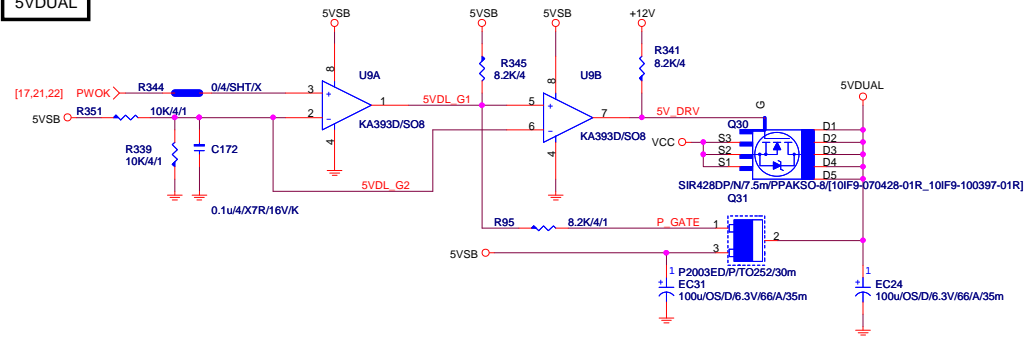 5VDUAL
5VSB
5VSB
5VSB
+12V
5VDUAL
R345
8.2K/4
R341
8.2K/4
U9A
U9B
8
8
[17,21,22]
PWOK
R344
0/4/SHT/X
3
+
1
5VDL_G1
5
+
7
5V_DRV
G
5VSB
R351
10K/4/1
2
-
6
-
KA393D/SO8
KA393D/SO8
4
4
Q30
VCC
S3
S2
S1
D1
D2
D3
D4
D5
R339
10K/4/1
C172
0.1u/4/X7R/16V/K
5VDL_G2
SIR428DP/N/7.5m/PPAKSO-8/[10IF9-070428-01R_10IF9-100397-01R]
Q31
R95
8.2K/4/1
P_GATE
1
2
3
5VSB
P2003ED/P/TO252/30m
1
+
EC31
100u/OS/D/6.3V/66/A/35m
1
+
EC24
100u/OS/D/6.3V/66/A/35m